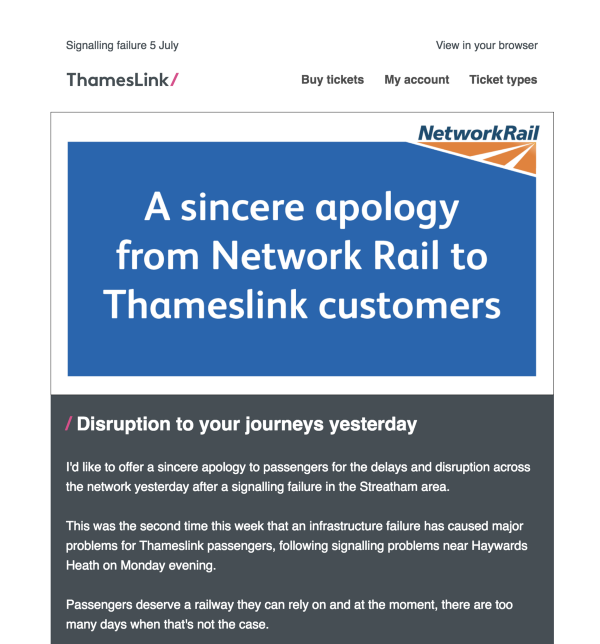 Signalling failure 5 July
View in your browser
ThamesLink/
Buy tickets My account Ticket types
NetworkRail
A sincere apology
from Network Rail to
Thameslink customers
/ Disruption to your journeys yesterday
I'd like to offer a sincere apology to passengers for the delays and disruption across
the network yesterday after a signalling failure in the Streatham area.
This was the second time this week that an infrastructure failure has caused major
problems for Thameslink passengers, following signalling problems near Haywards
Heath on Monday evening.
Passengers deserve a railway they can rely on and at the moment, there are too
many days when that's not the case.